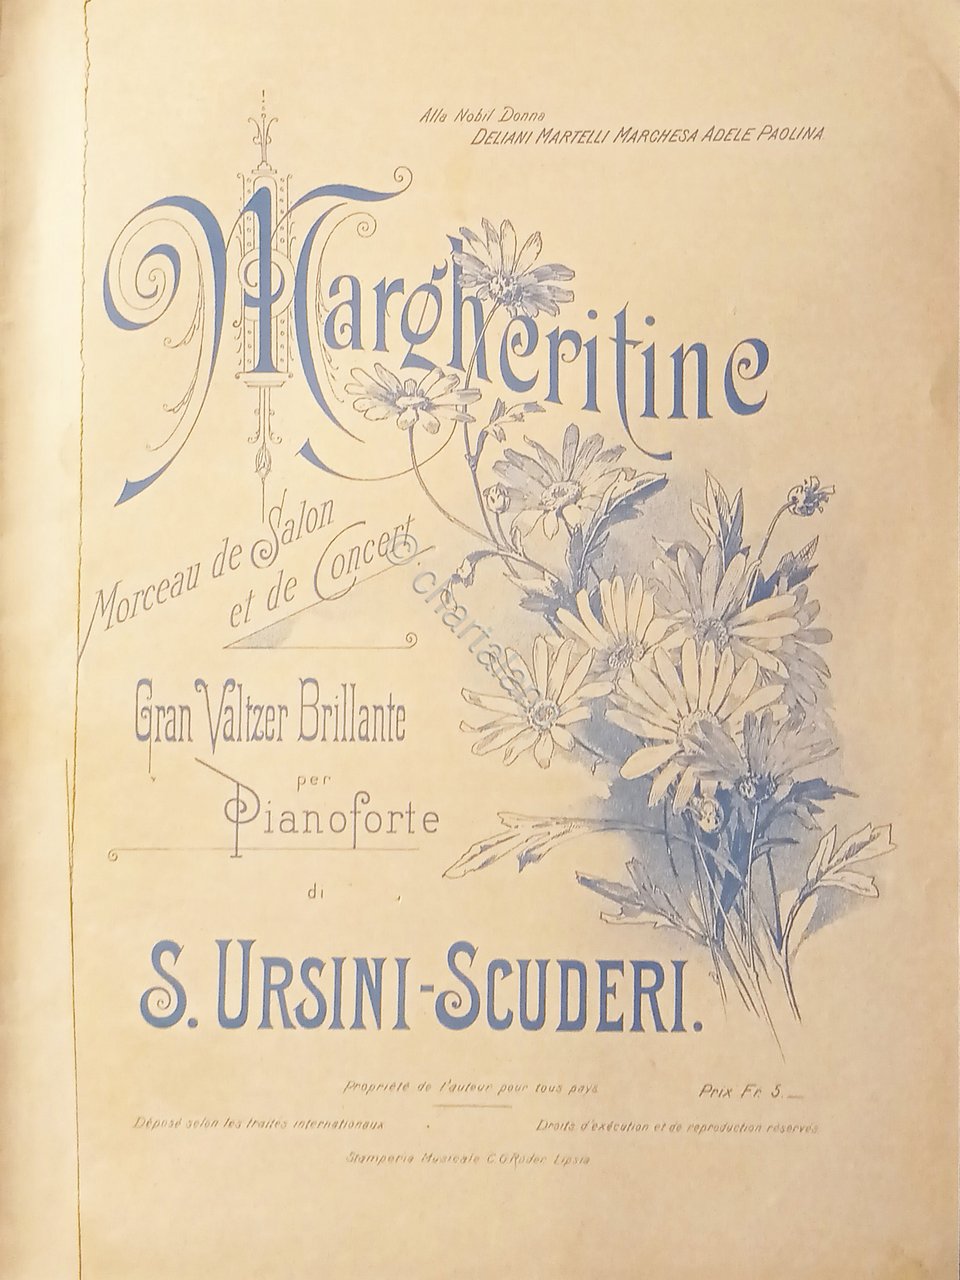 Alla Nobil Donna
DELIANI MARTELLI MARCHESA ADELE PAOLINA
Margheritine
Morceau de Salon
et de Concert
Gran Valtzer Brillante
per
Pianoforte
di
S. URSINI-SCUDERI.
Propriété de l'auteur pour tous pays
Prix Fr. 5.—
Déposé selon les traités internationaux
Droits d'exécution et de reproduction réservés.
Stamperia Musicale C.G. Röder Lipsia